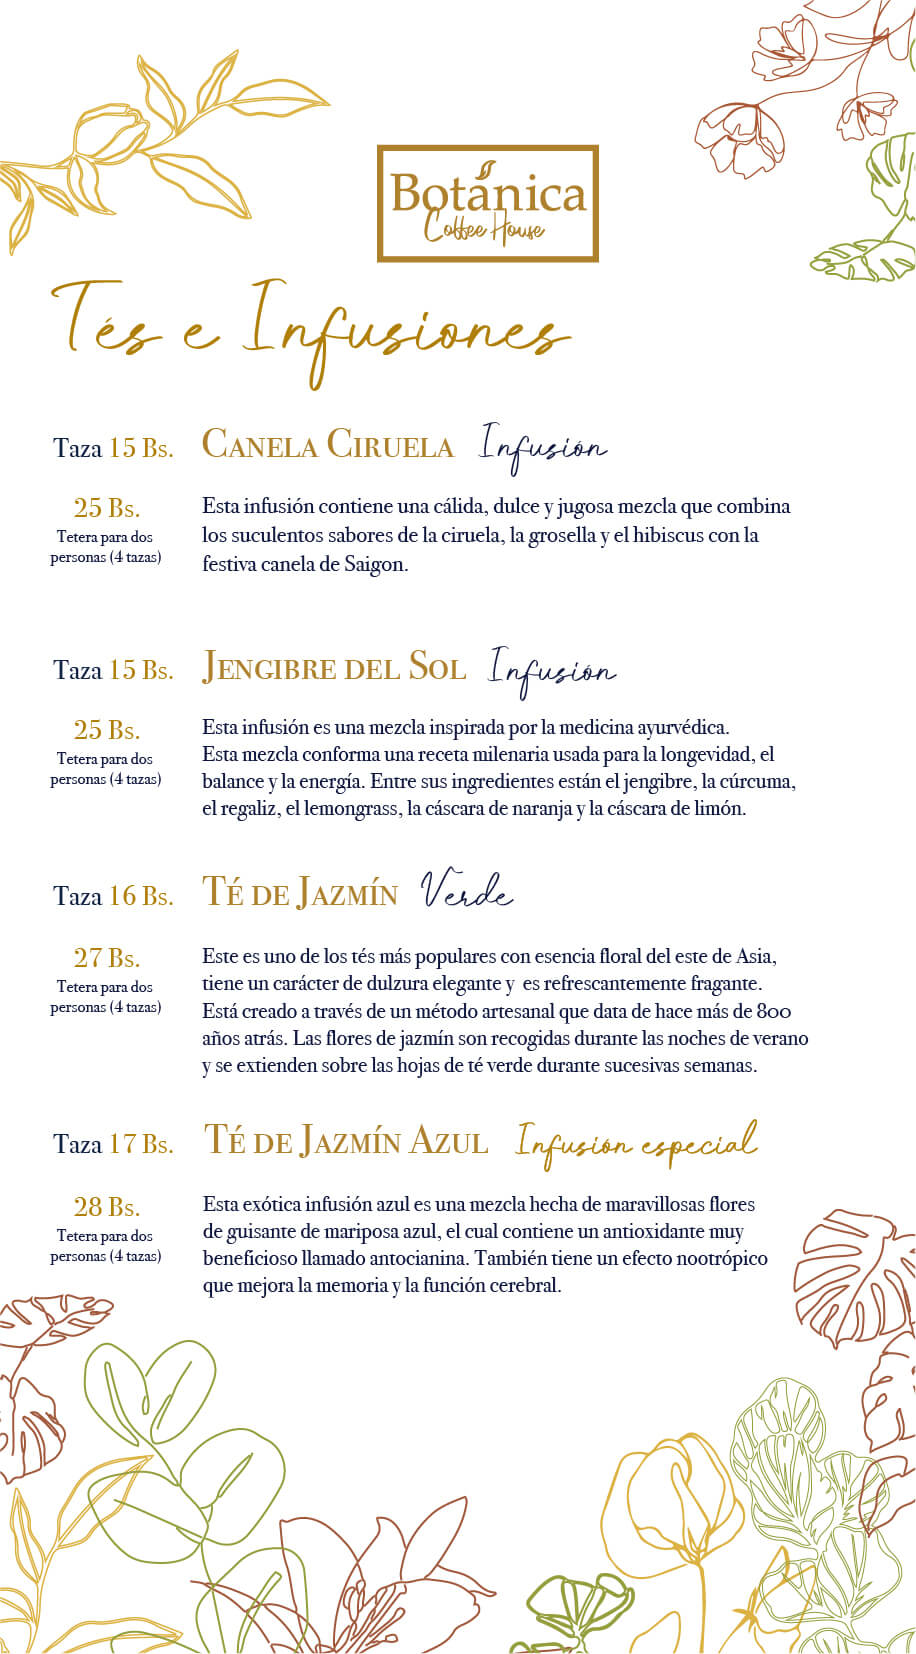 Botánica
Coffee House
Tés e Infusiones
Taza 15 Bs. CANELA CIRUELA Infusión
25 Bs.
Tetera para dos
personas (4 tazas)
Esta infusión contiene una cálida, dulce y jugosa mezcla que combina
los suculentos sabores de la ciruela, la grosella y el hibiscus con la
festiva canela de Saigon.
Taza 15 Bs. JENGIBRE DEL SOL Infusión
25 Bs.
Tetera para dos
personas (4 tazas)
Esta infusión es una mezcla inspirada por la medicina ayurvédica.
Esta mezcla conforma una receta milenaria usada para la longevidad, el
balance y la energía. Entre sus ingredientes están el jengibre, la cúrcuma,
el regaliz, el lemongrass, la cáscara de naranja y la cáscara de limón.
Taza 16 Bs. TÉ DE JAZMÍN Verde
27 Bs.
Tetera para dos
personas (4 tazas)
Este es uno de los tés más populares con esencia floral del este de Asia,
tiene un carácter de dulzura elegante y es refrescantemente fragante.
Está creado a través de un método artesanal que data de hace más de 800
años atrás. Las flores de jazmín son recogidas durante las noches de verano
y se extienden sobre las hojas de té verde durante sucesivas semanas.
Taza 17 Bs. TÉ DE JAZMÍN AZUL Infusión especial
28 Bs.
Tetera para dos
personas (4 tazas)
Esta exótica infusión azul es una mezcla hecha de maravillosas flores
de guisante de mariposa azul, el cual contiene un antioxidante muy
beneficioso llamado antocianina. También tiene un efecto nootrópico
que mejora la memoria y la función cerebral.